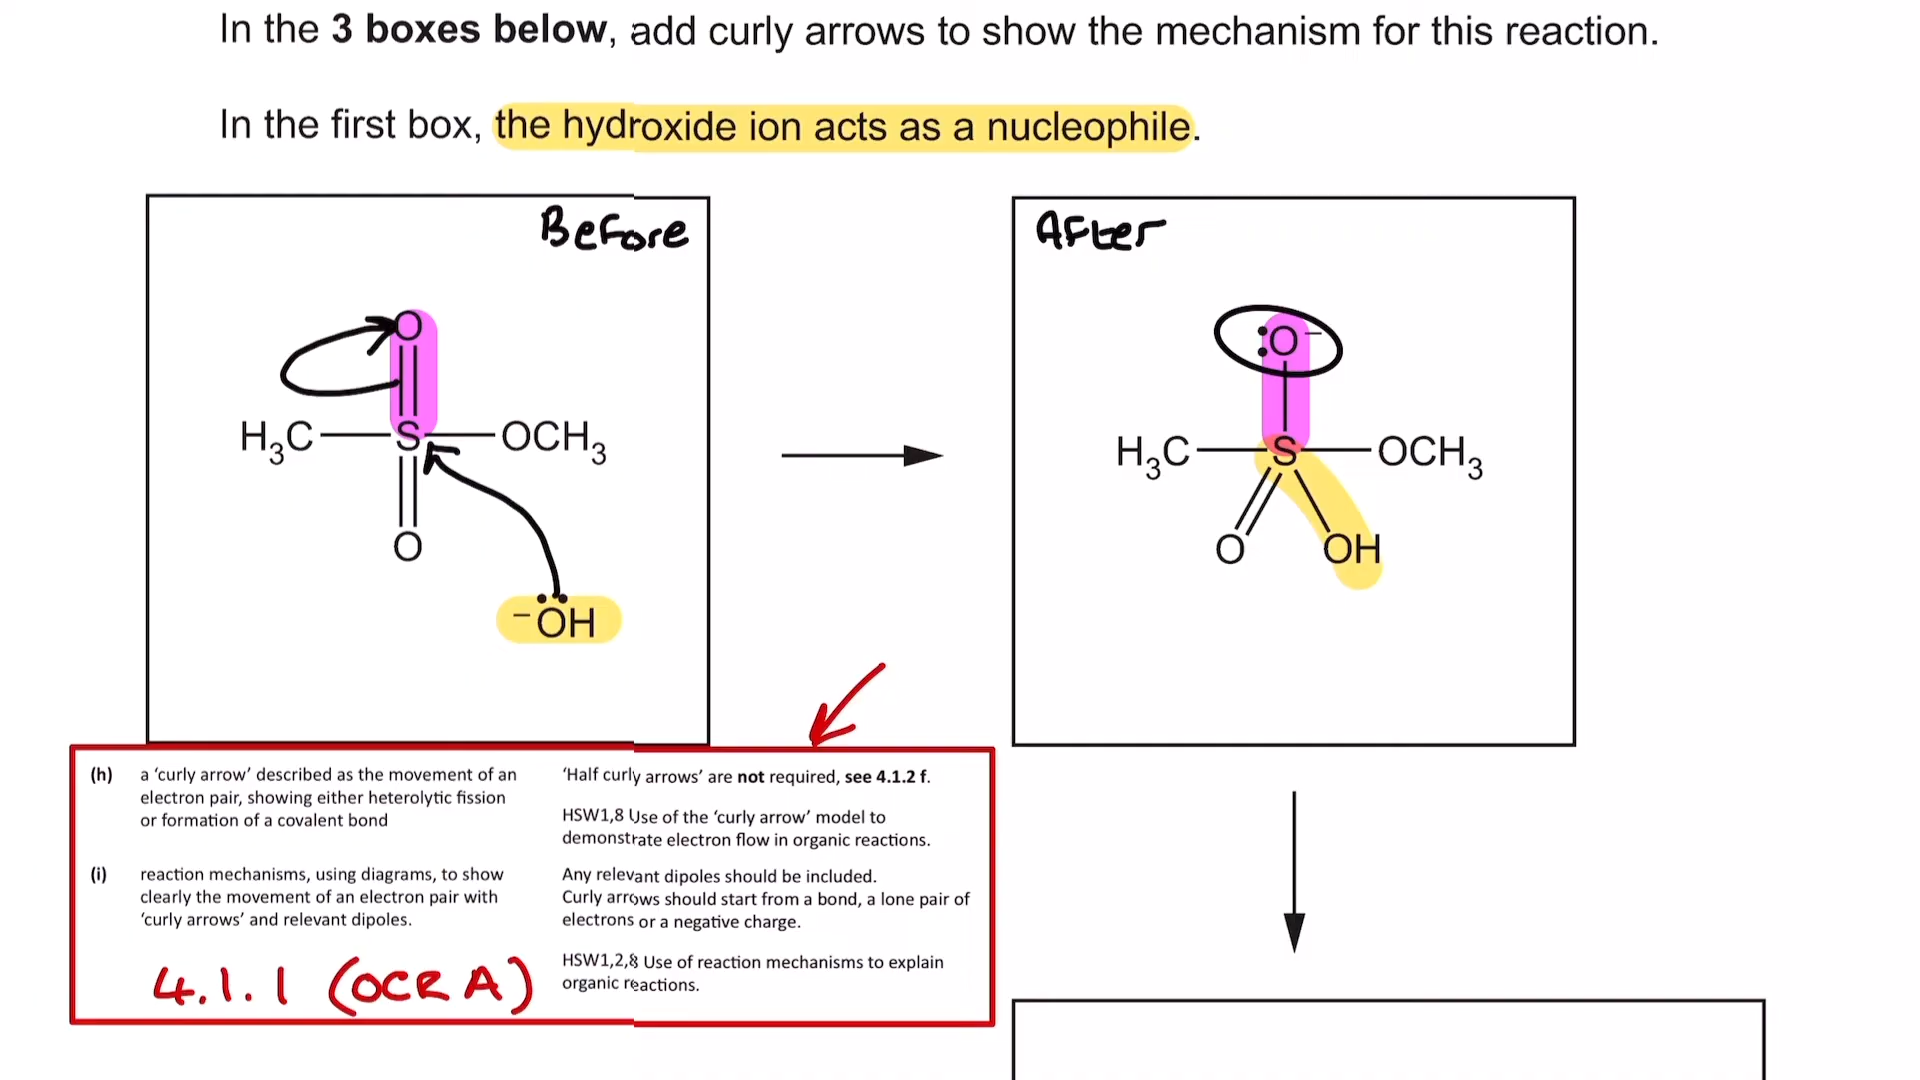 In the 3 boxes below, add curly arrows to show the mechanism for this reaction.
In the first box, the hydroxide ion acts as a nucleophile.
Before
O
H₃C S OCH₃
O
⁻ÖH
After
:O⁻
H₃C S OCH₃
O OH
(h) a ‘curly arrow’ described as the movement of an
electron pair, showing either heterolytic fission
or formation of a covalent bond
‘Half curly arrows’ are not required, see 4.1.2 f.
HSW1,8 Use of the ‘curly arrow’ model to
demonstrate electron flow in organic reactions.
(i) reaction mechanisms, using diagrams, to show
clearly the movement of an electron pair with
‘curly arrows’ and relevant dipoles.
Any relevant dipoles should be included.
Curly arrows should start from a bond, a lone pair of
electrons or a negative charge.
HSW1,2,8 Use of reaction mechanisms to explain
organic reactions.
4.1.1 (OCR A)